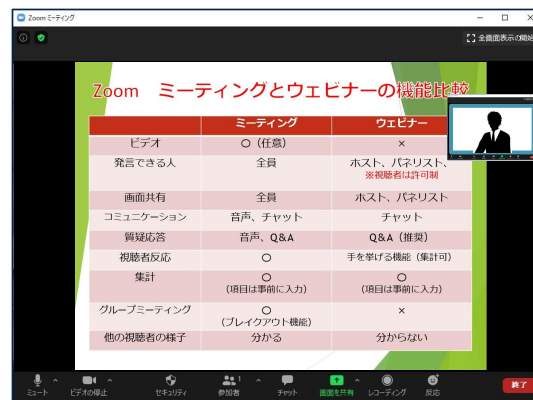 Zoom ミーティング
全画面表示の開始
Zoom ミーティングとウェビナーの機能比較
ミーティング ウェビナー
ビデオ 〇（任意） ×
発言できる人 全員 ホスト、パネリスト、
※視聴者は許可制
画面共有 全員 ホスト、パネリスト
コミュニケーション 音声、チャット チャット
質疑応答 音声、Q&A Q&A（推奨）
視聴者反応 〇 手を挙げる機能（集計可）
集計 〇 〇
（項目は事前に入力） （項目は事前に入力）
グループミーティング 〇 ×
（ブレイクアウト機能）
他の視聴者の様子 分かる 分からない
1
ミュート ビデオの停止 セキュリティ 参加者 チャット 画面を共有 レコーディング 反応 終了